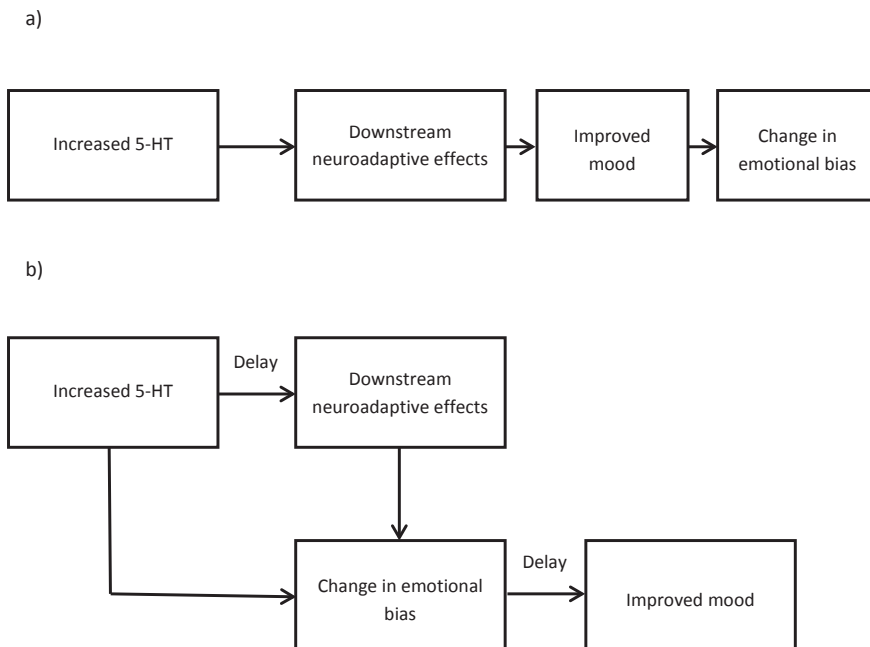 a)
Increased 5-HT
Downstream
neuroadaptive effects
Improved
mood
Change in
emotional bias
b)
Increased 5-HT
Delay
Downstream
neuroadaptive effects
Change in emotional
bias
Delay
Improved mood